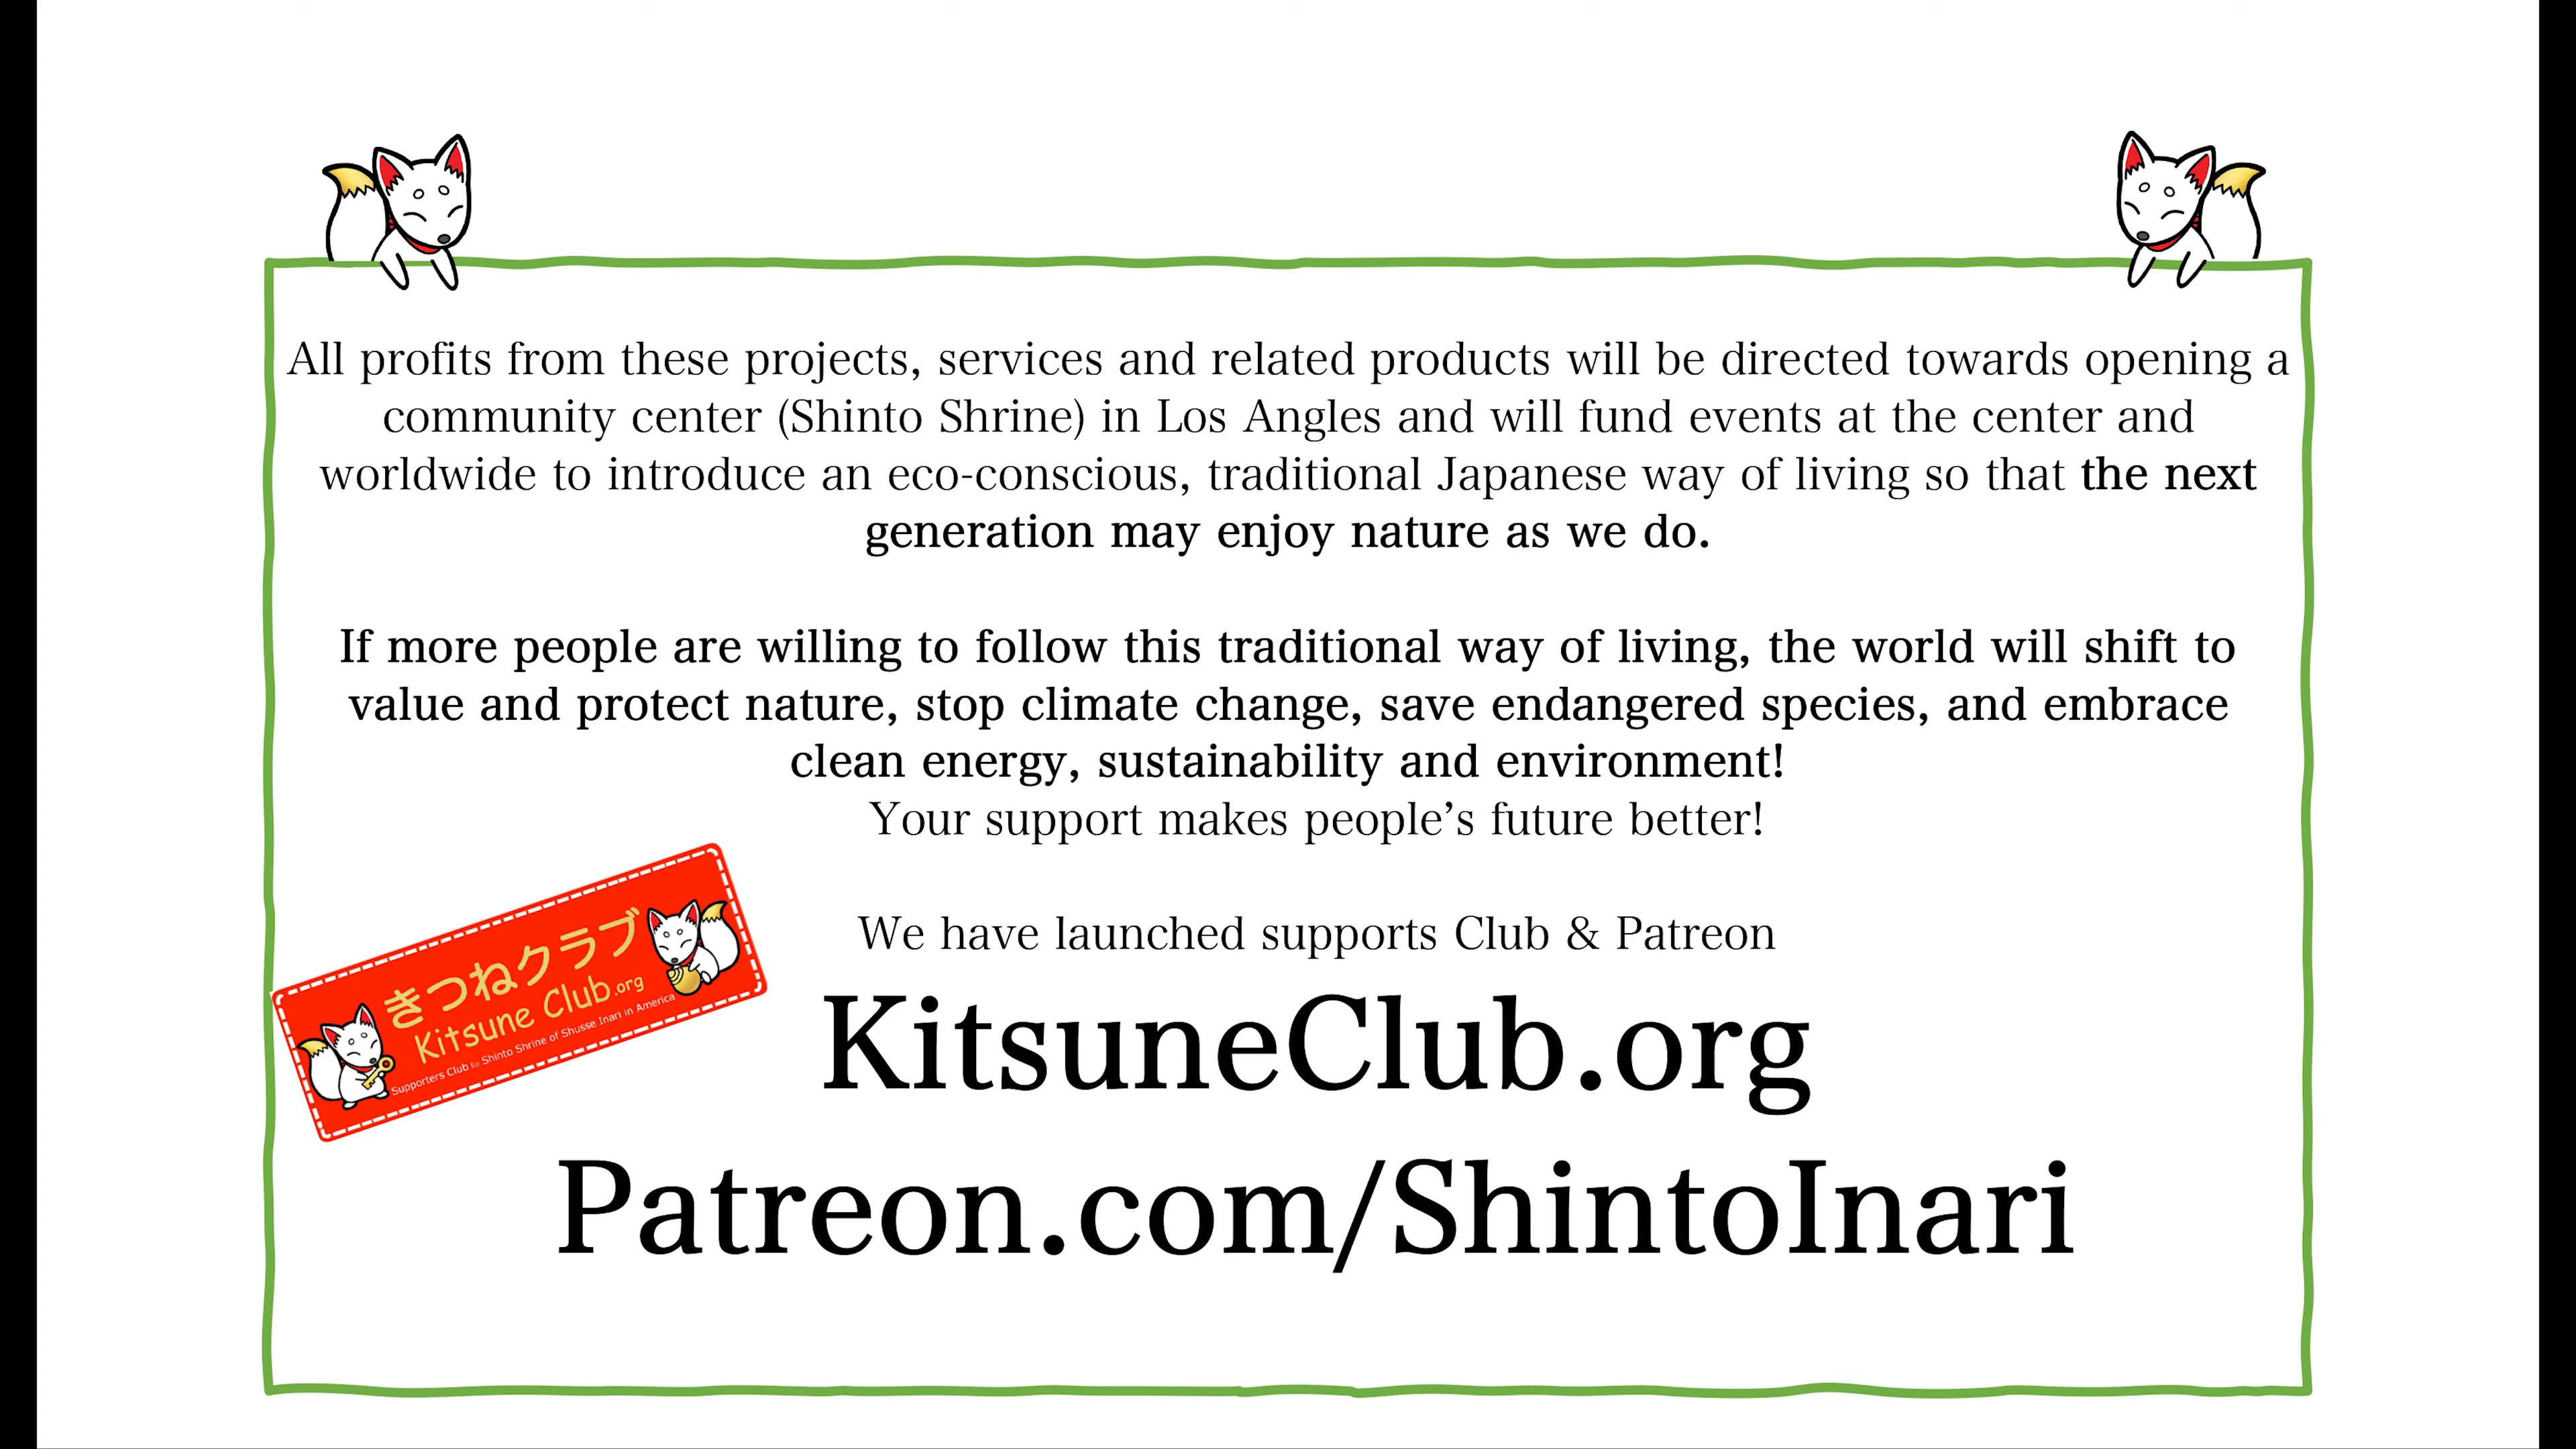 All profits from these projects, services and related products will be directed towards opening a
community center (Shinto Shrine) in Los Angles and will fund events at the center and
worldwide to introduce an eco-conscious, traditional Japanese way of living so that the next
generation may enjoy nature as we do.
If more people are willing to follow this traditional way of living, the world will shift to
value and protect nature, stop climate change, save endangered species, and embrace
clean energy, sustainability and environment!
Your support makes people’s future better!
We have launched supports Club & Patreon
きつねクラブ
Kitsune Club.org
Supporters Club for Shinto Shrine of Shusse Inari in America
KitsuneClub.org
Patreon.com/ShintoInari